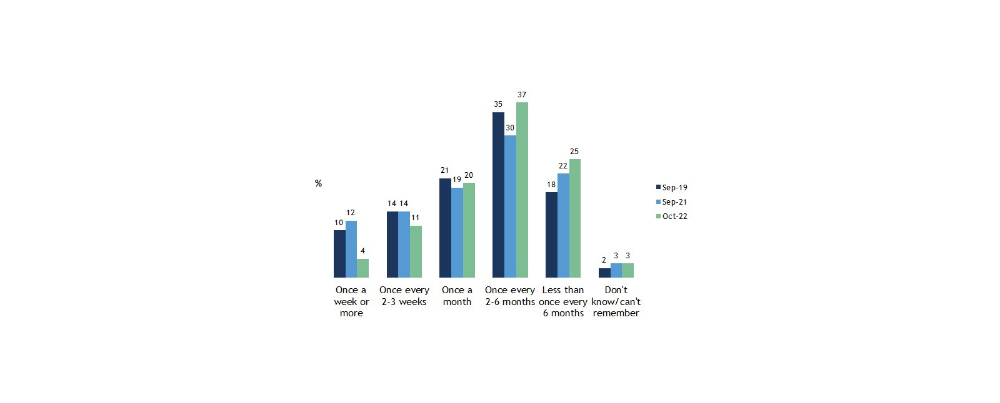 37
35
30
25
22
21
20
19
18
14 14
12
11
10
4
2
3
3
%
Sep-19
Sep-21
Oct-22
Once a
week or
more
Once every
2-3 weeks
Once a
month
Once every
2-6 months
Less than
once every
6 months
Don't
know/can't
remember